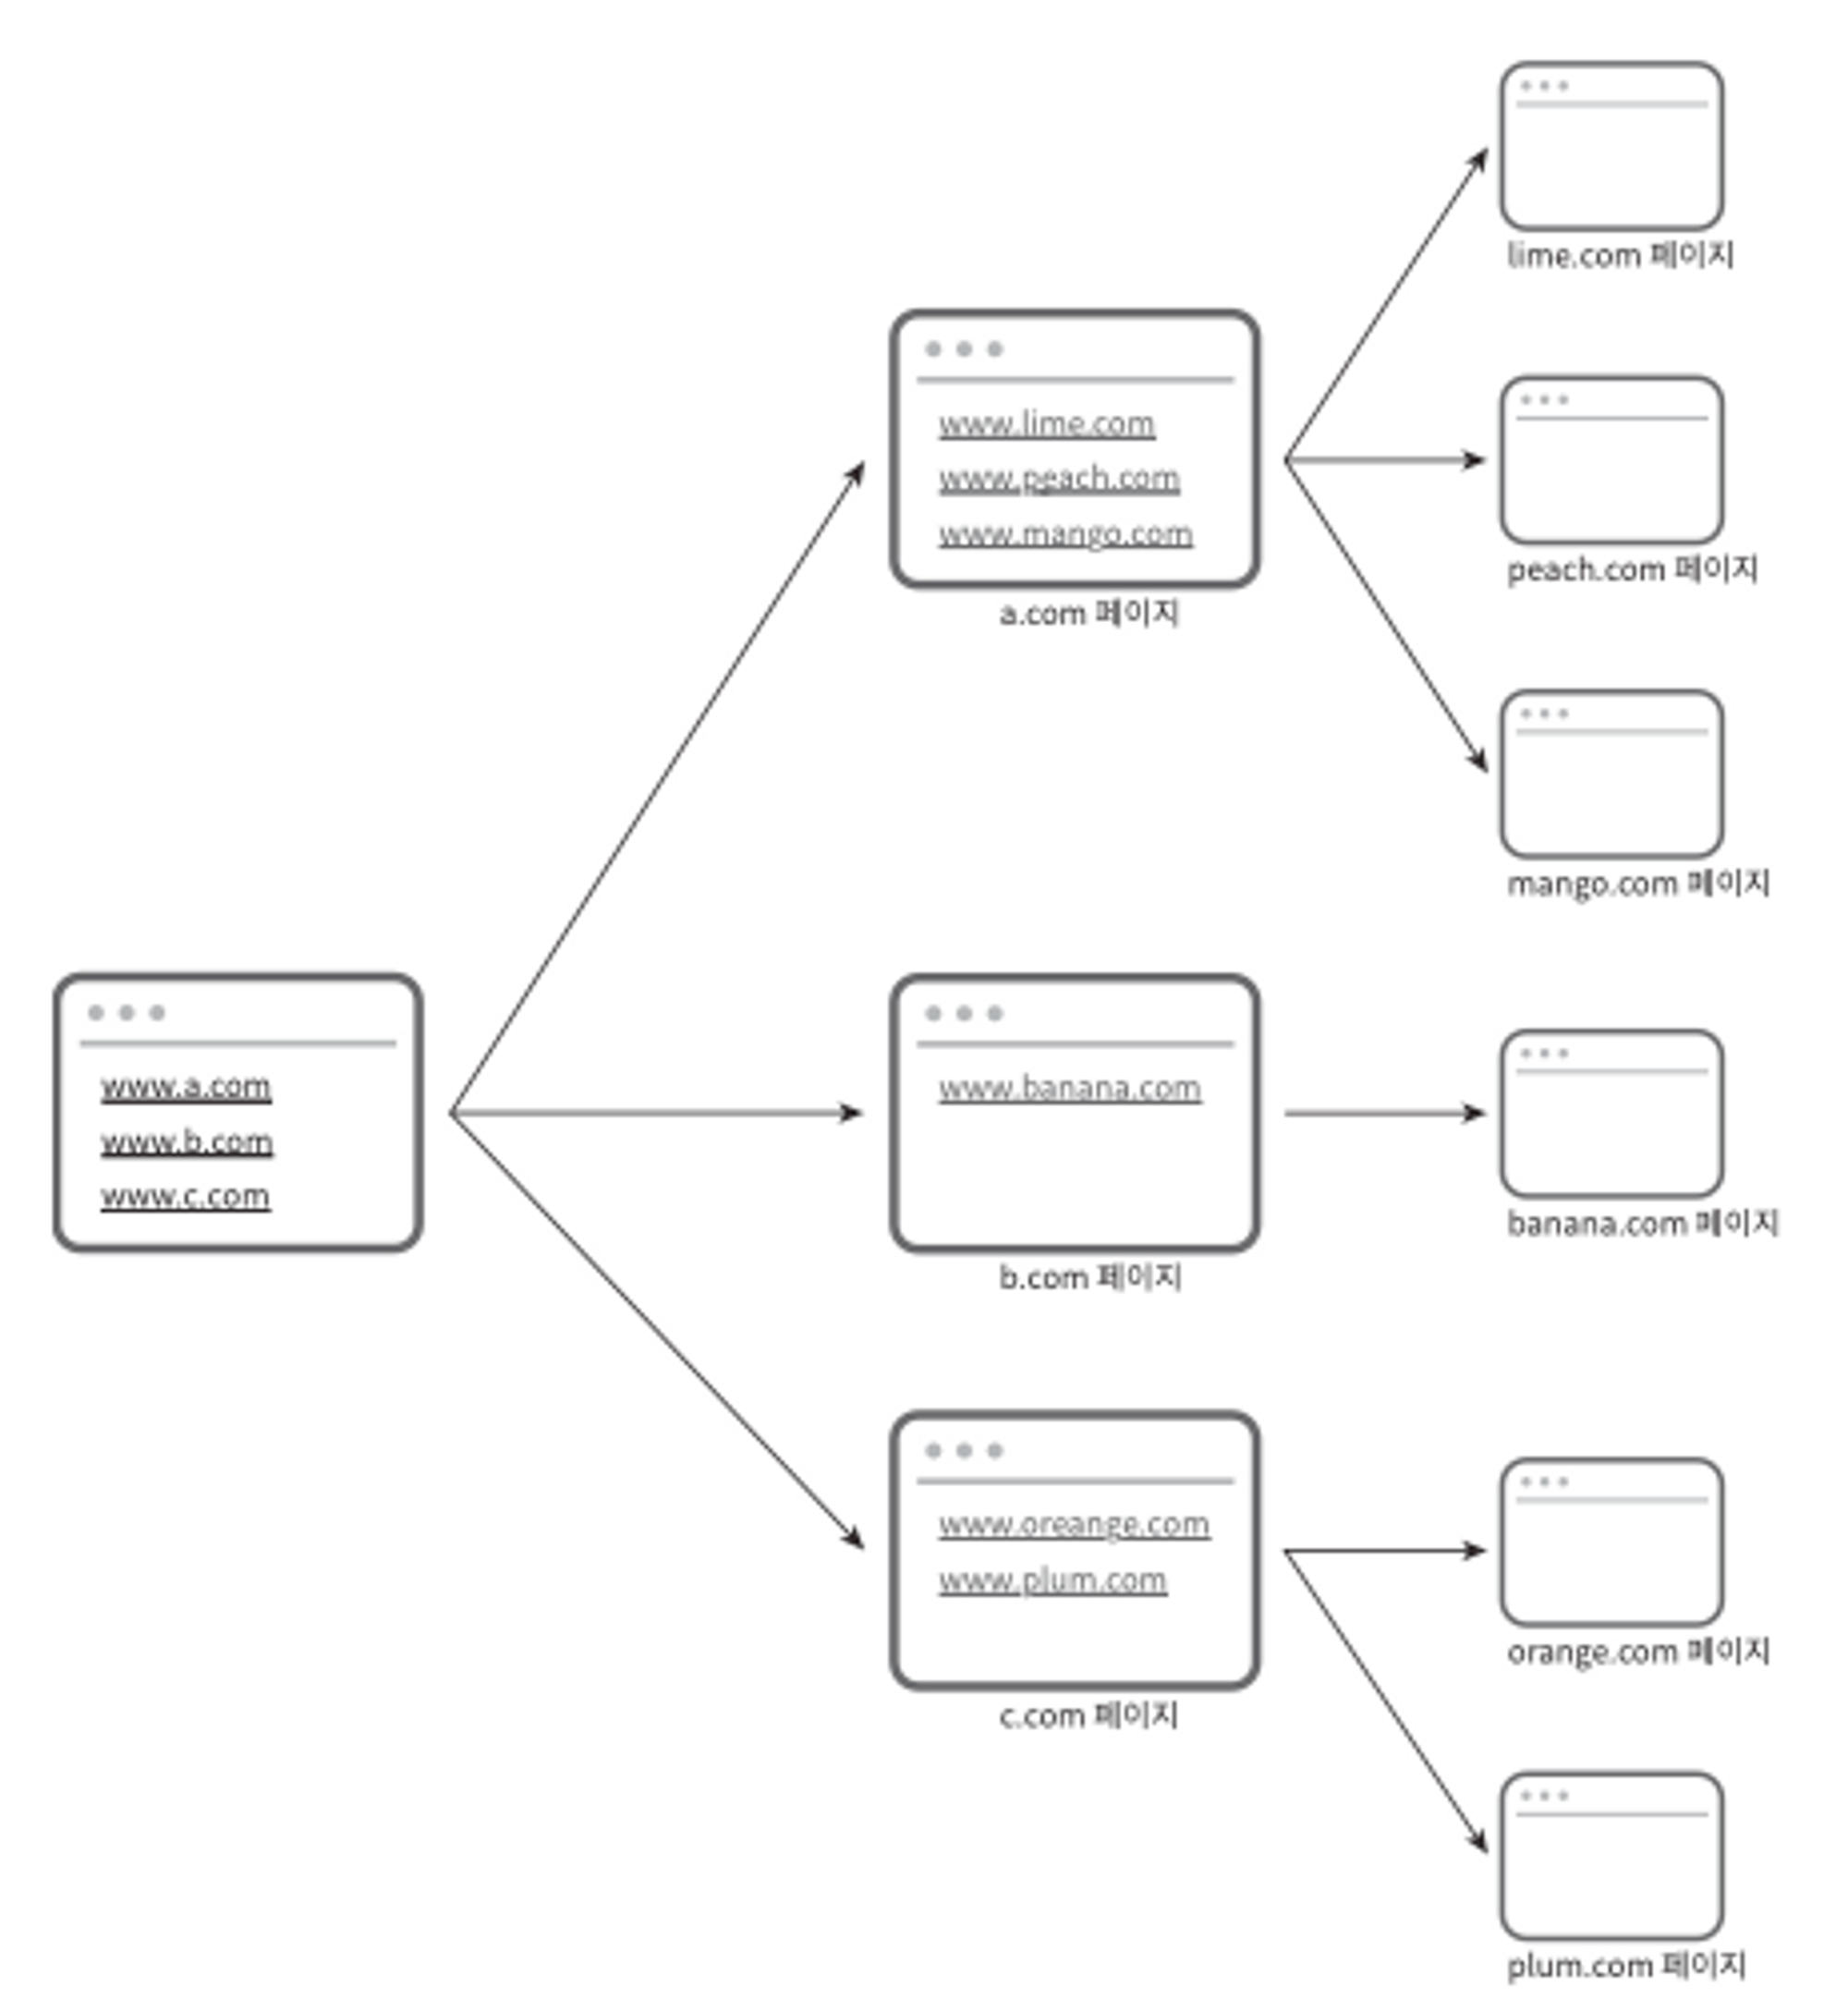 www.a.com
www.b.com
www.c.com
www.lime.com
www.peach.com
www.mango.com
a.com 페이지
www.banana.com
b.com 페이지
www.oreange.com
www.plum.com
c.com 페이지
lime.com 페이지
peach.com 페이지
mango.com 페이지
banana.com 페이지
orange.com 페이지
plum.com 페이지